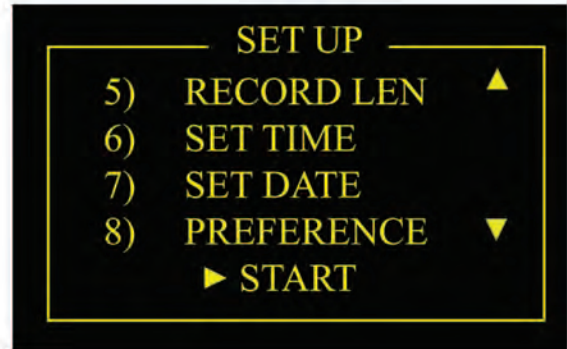 SET UP
5) RECORD LEN ▲
6) SET TIME
7) SET DATE
8) PREFERENCE ▼
► START